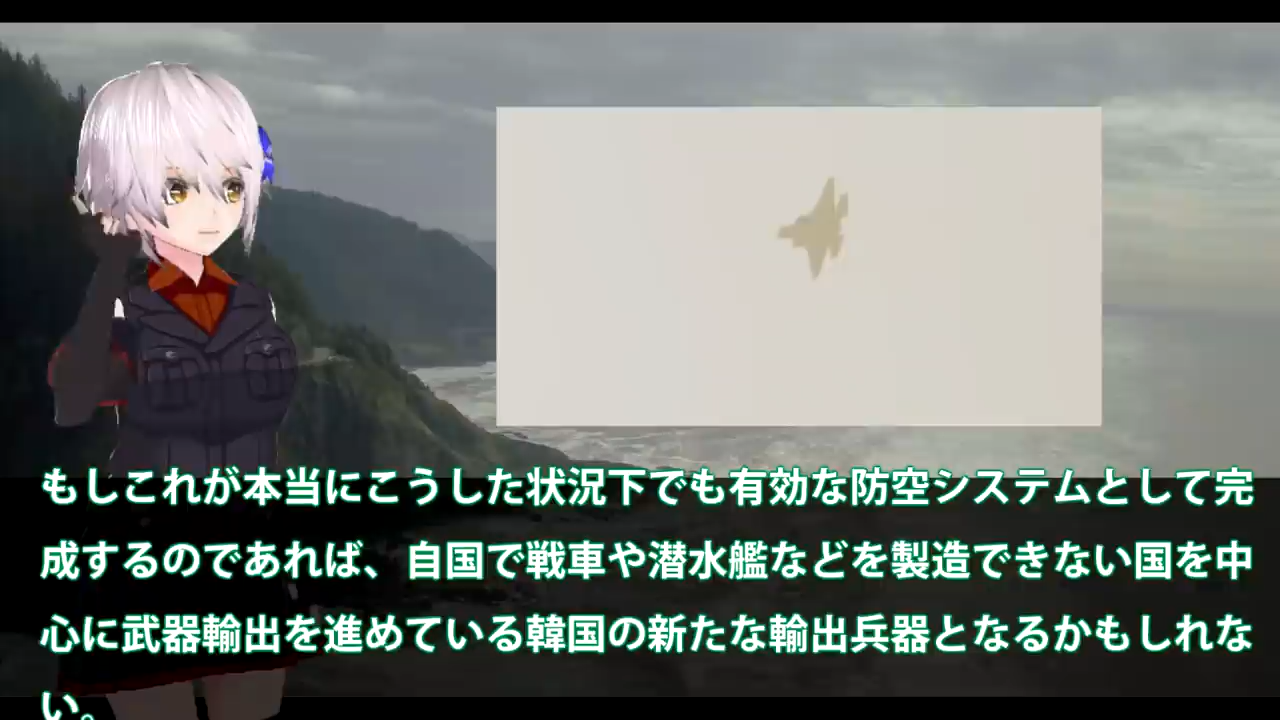 もしこれが本当にこうした状況下でも有効な防空システムとして完
成するのであれば、自国で戦車や潜水艦などを製造できない国を中
心に武器輸出を進めている韓国の新たな輸出兵器となるかもしれな
い。